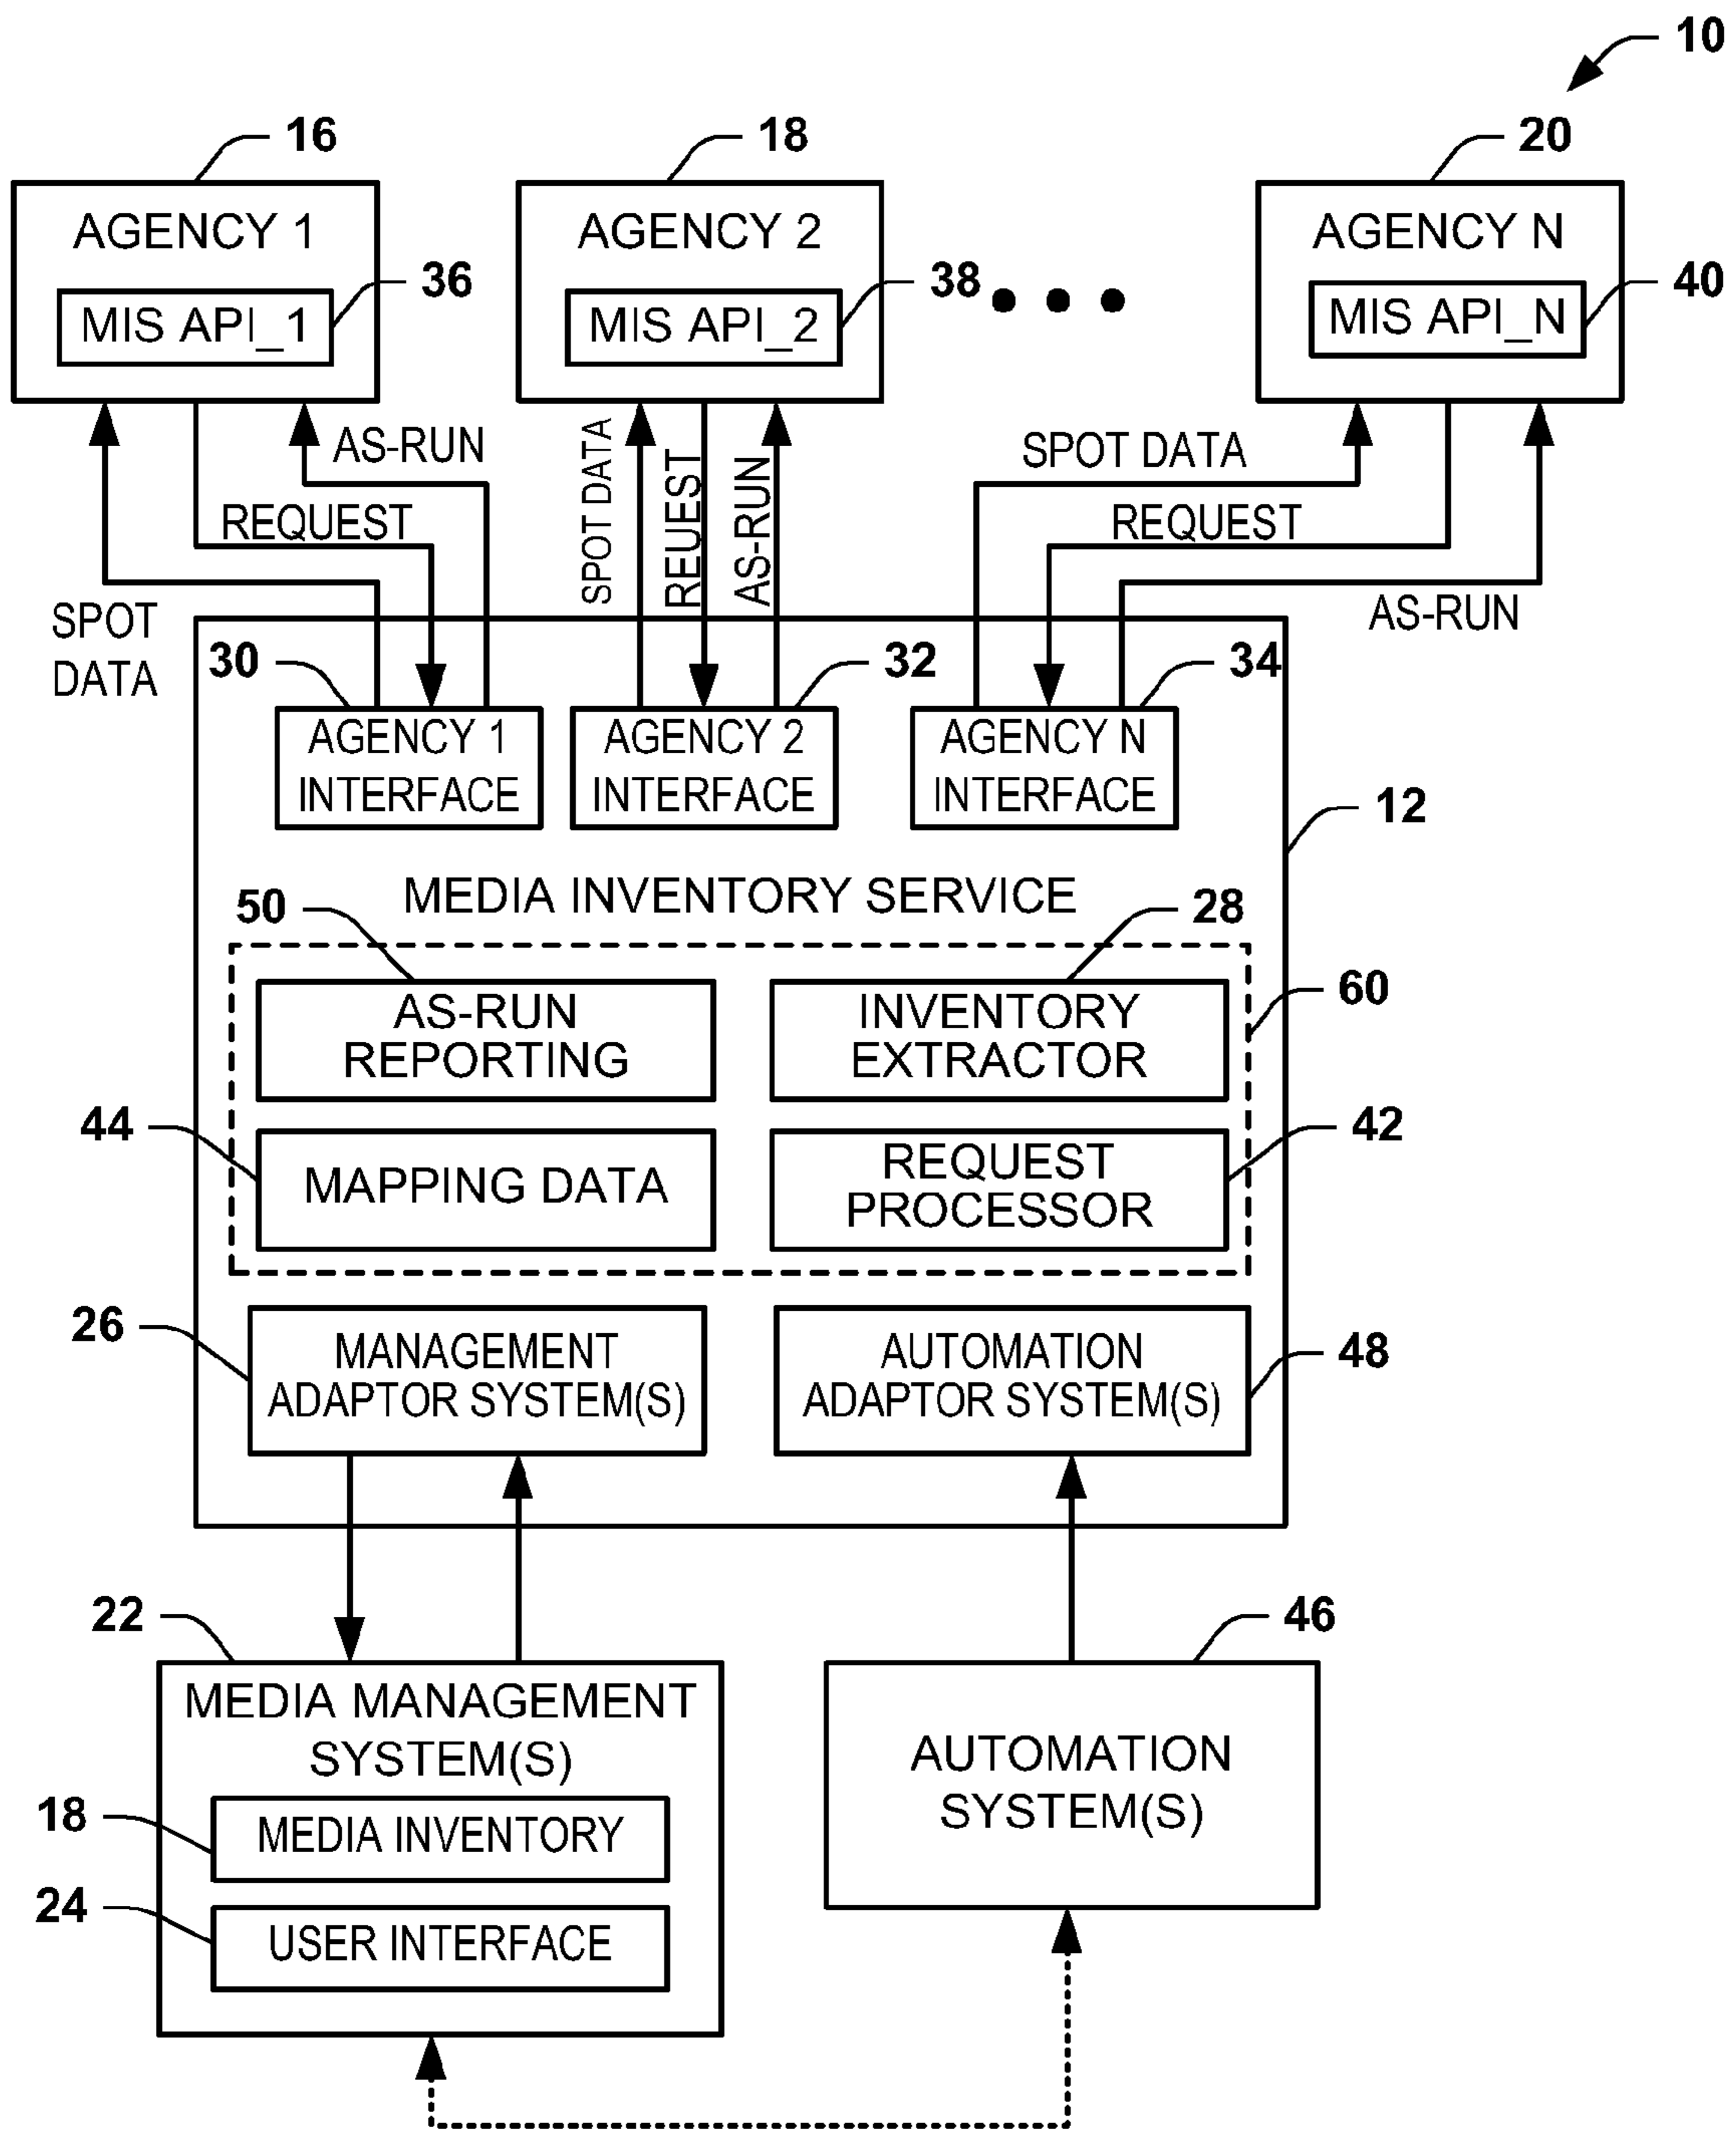 10
16
18
20
AGENCY 1
AGENCY 2
AGENCY N
36
38
40
MIS API_1
MIS API_2
MIS API_N
AS-RUN
REQUEST
SPOT
DATA
SPOT DATA
REUEST
AS-RUN
SPOT DATA
REQUEST
AS-RUN
30
32
34
AGENCY 1
INTERFACE
AGENCY 2
INTERFACE
AGENCY N
INTERFACE
12
MEDIA INVENTORY SERVICE
50
28
60
AS-RUN
REPORTING
INVENTORY
EXTRACTOR
44
42
MAPPING DATA
REQUEST
PROCESSOR
26
48
MANAGEMENT
ADAPTOR SYSTEM(S)
AUTOMATION
ADAPTOR SYSTEM(S)
22
46
MEDIA MANAGEMENT
SYSTEM(S)
18
MEDIA INVENTORY
24
USER INTERFACE
AUTOMATION
SYSTEM(S)